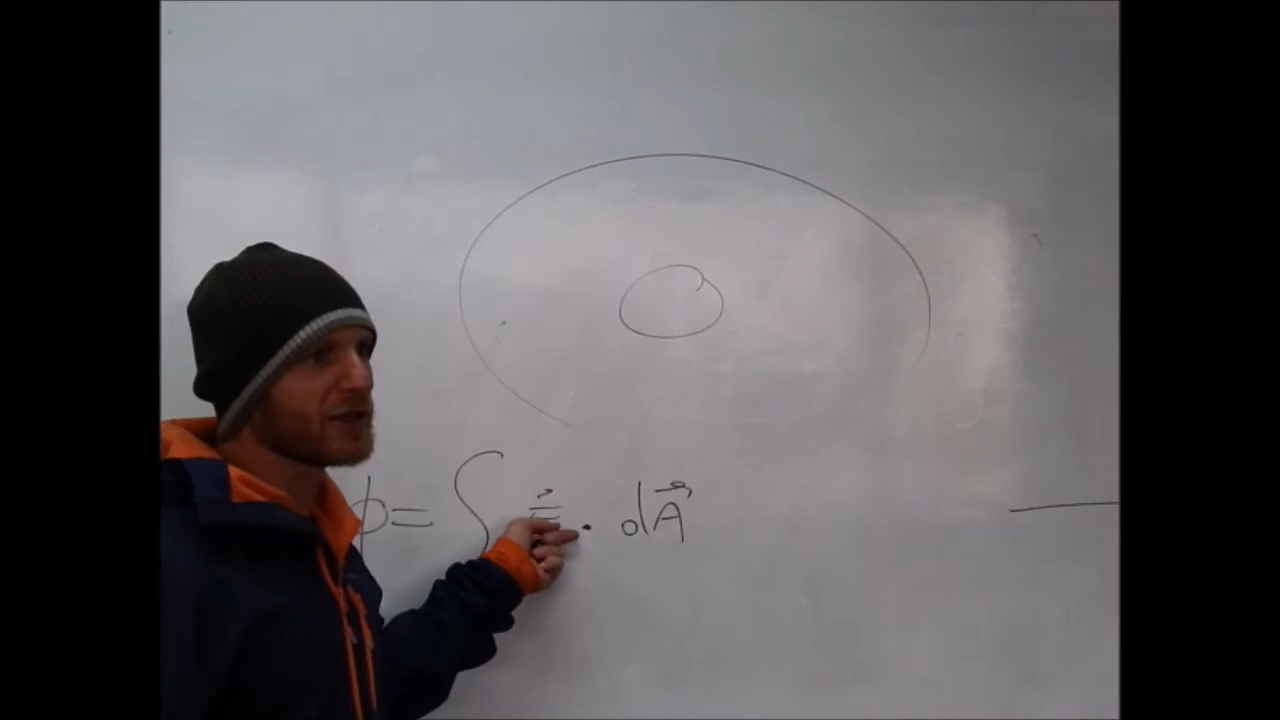 ϕ = ∫ E⃗ · dA⃗